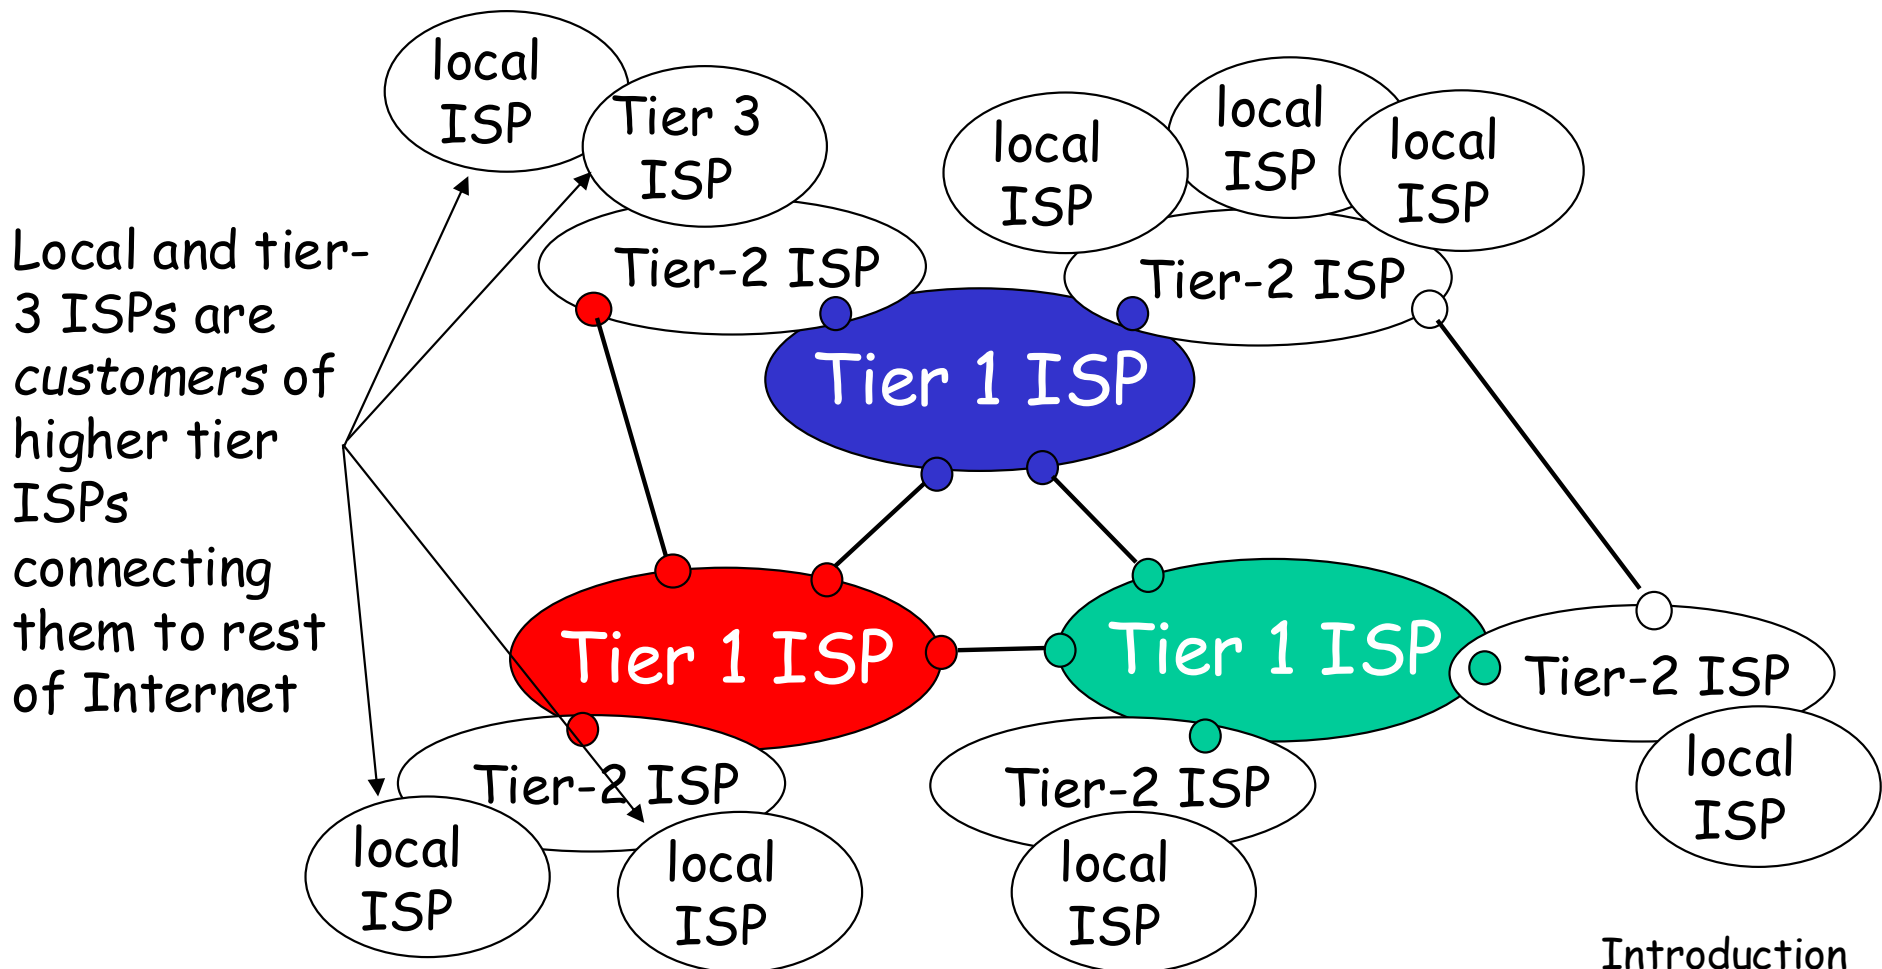 local
ISP
Tier 3
ISP
local
ISP
local
ISP
local
ISP
Local and tier-
3 ISPs are
customers of
higher tier
ISPs
connecting
them to rest
of Internet
Tier-2 ISP
Tier-2 ISP
Tier 1 ISP
Tier 1 ISP
Tier 1 ISP
Tier-2 ISP
Tier-2 ISP
Tier-2 ISP
local
ISP
local
ISP
local
ISP
local
ISP
Introduction